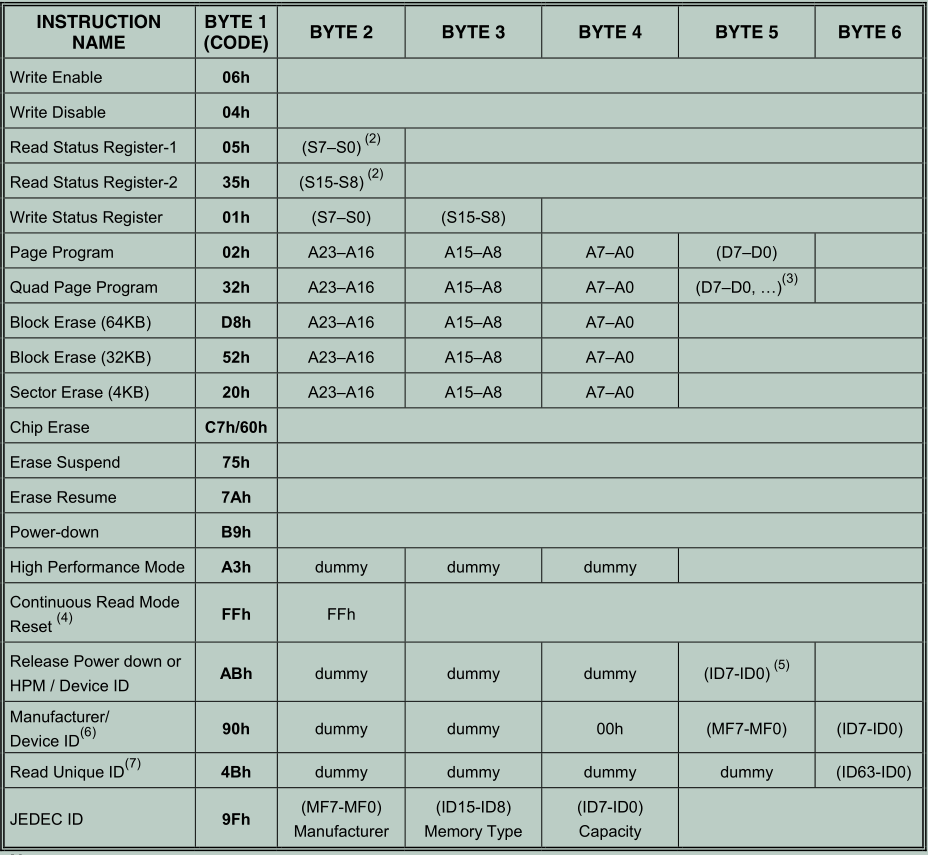 INSTRUCTION NAME BYTE 1 (CODE) BYTE 2 BYTE 3 BYTE 4 BYTE 5 BYTE 6
Write Enable 06h
Write Disable 04h
Read Status Register-1 05h (S7–S0) (2)
Read Status Register-2 35h (S15-S8) (2)
Write Status Register 01h (S7–S0) (S15-S8)
Page Program 02h A23–A16 A15–A8 A7–A0 (D7–D0)
Quad Page Program 32h A23–A16 A15–A8 A7–A0 (D7–D0, …)(3)
Block Erase (64KB) D8h A23–A16 A15–A8 A7–A0
Block Erase (32KB) 52h A23–A16 A15–A8 A7–A0
Sector Erase (4KB) 20h A23–A16 A15–A8 A7–A0
Chip Erase C7h/60h
Erase Suspend 75h
Erase Resume 7Ah
Power-down B9h
High Performance Mode A3h dummy dummy dummy
Continuous Read Mode
Reset (4) FFh FFh
Release Power down or
HPM / Device ID ABh dummy dummy dummy (ID7-ID0) (5)
Manufacturer/
Device ID(6) 90h dummy dummy 00h (MF7-MF0) (ID7-ID0)
Read Unique ID(7) 4Bh dummy dummy dummy dummy (ID63-ID0)
JEDEC ID 9Fh (MF7-MF0) (ID15-ID8) (ID7-ID0)
Manufacturer Memory Type Capacity